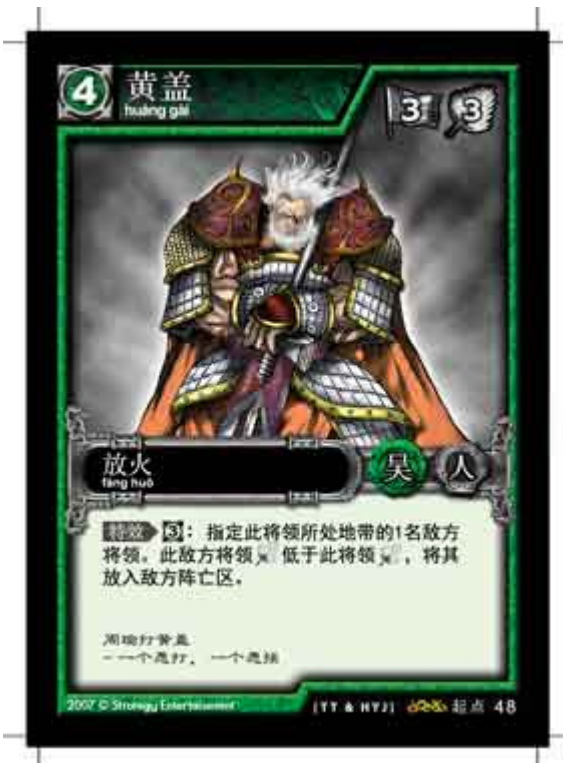 4 黄盖
huáng gài
3 3
放火
fàng huǒ
吴 人
特效 3：指定此将领所处地带的1名敌方
将领。此敌方将领 低于此将领 ，将其
放入敌方阵亡区。
周瑜打黄盖
- 一个愿打，一个愿挨
2007 © Strategy Entertainment
[YT & HYJ] 起点 48